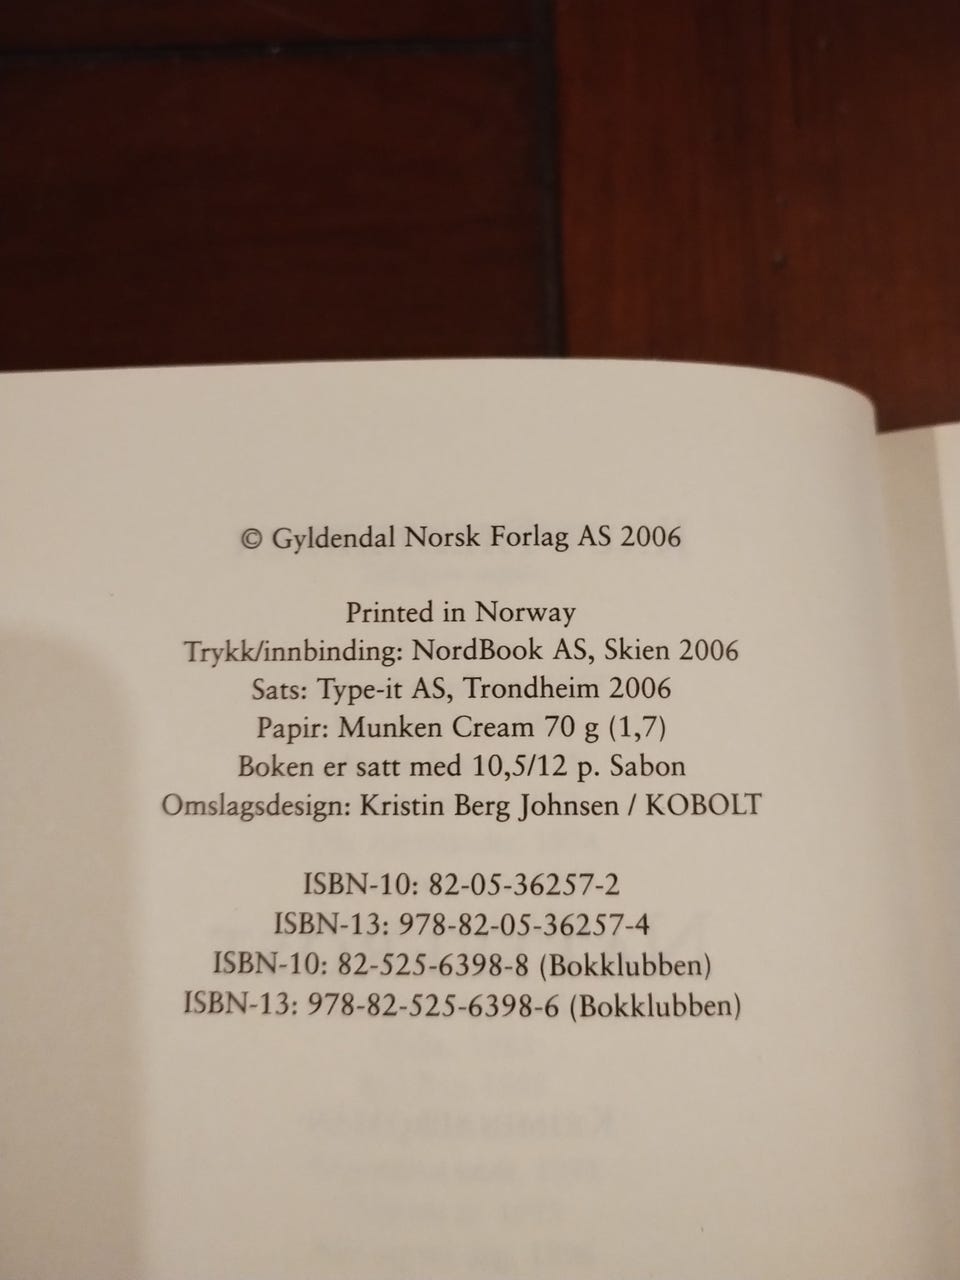 © Gyldendal Norsk Forlag AS 2006
Printed in Norway
Trykk/innbinding: NordBook AS, Skien 2006
Sats: Type-it AS, Trondheim 2006
Papir: Munken Cream 70 g (1,7)
Boken er satt med 10,5/12 p. Sabon
Omslagsdesign: Kristin Berg Johnsen / KOBOLT
ISBN-10: 82-05-36257-2
ISBN-13: 978-82-05-36257-4
ISBN-10: 82-525-6398-8 (Bokklubben)
ISBN-13: 978-82-525-6398-6 (Bokklubben)